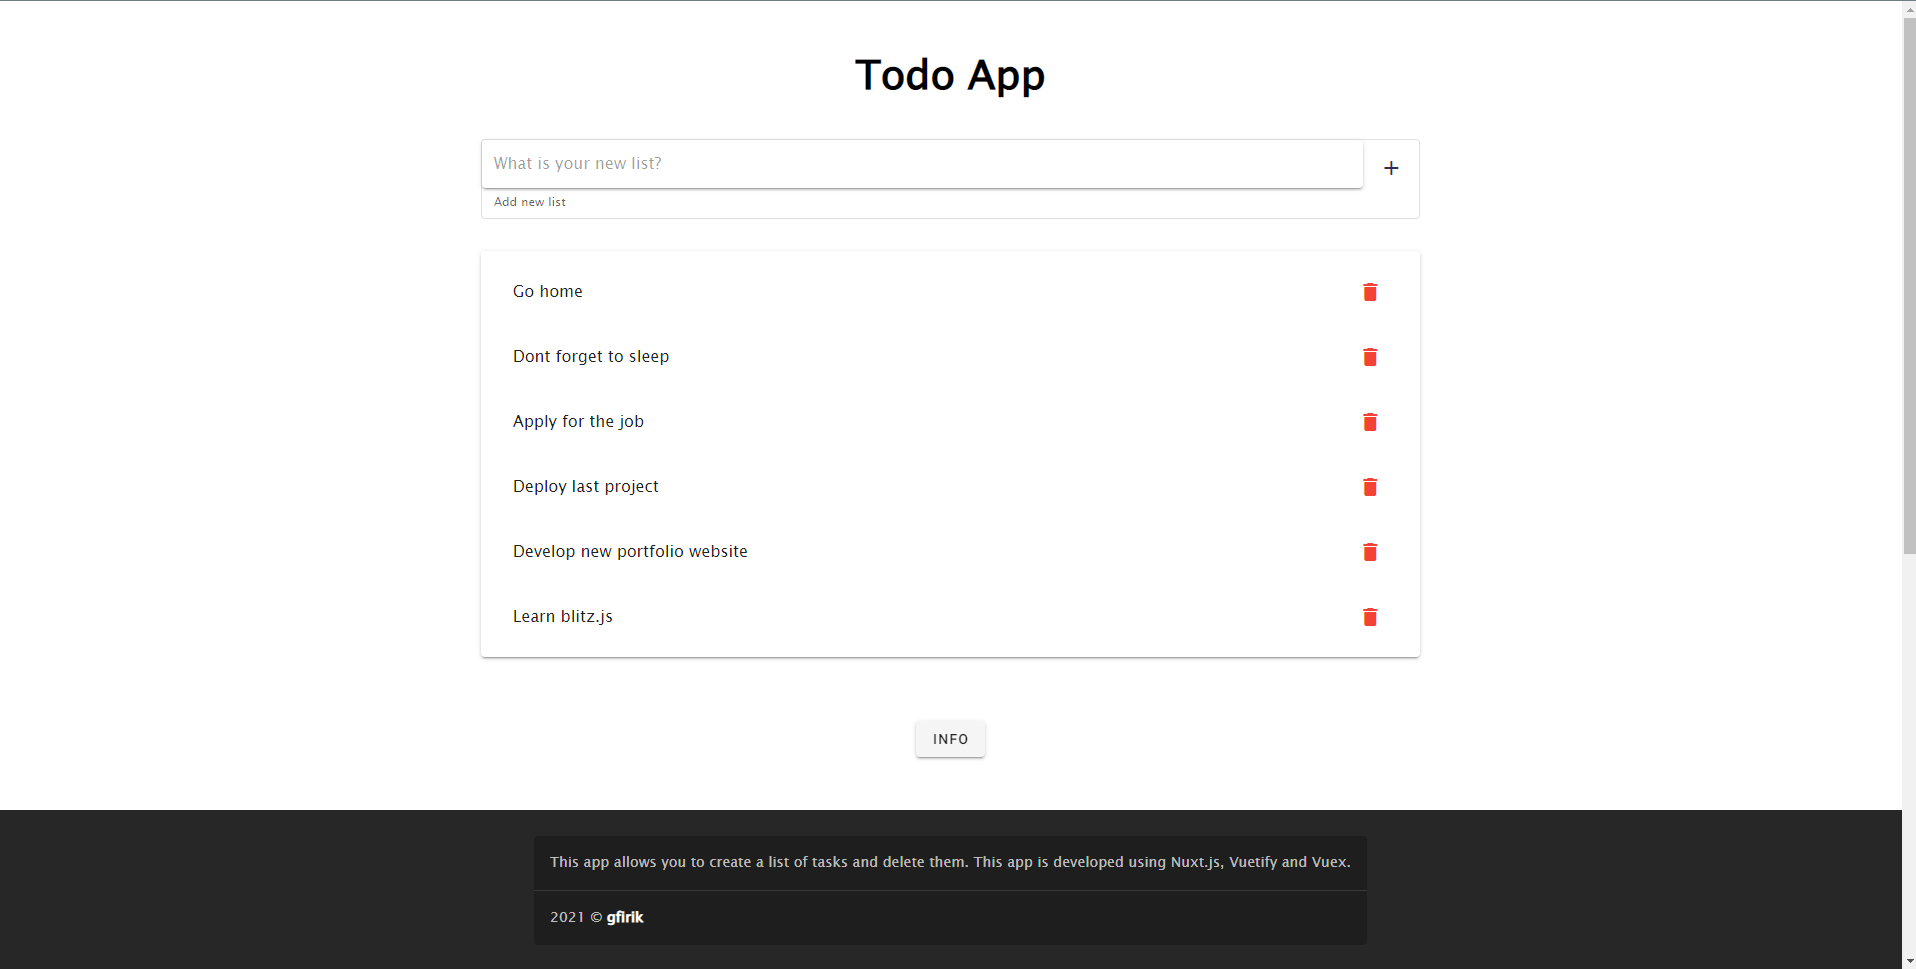 Todo App
What is your new list?
Add new list
Go home
Dont forget to sleep
Apply for the job
Deploy last project
Develop new portfolio website
Learn blitz.js
INFO
This app allows you to create a list of tasks and delete them. This app is developed using Nuxt.js, Vuetify and Vuex.
2021 © gfirik